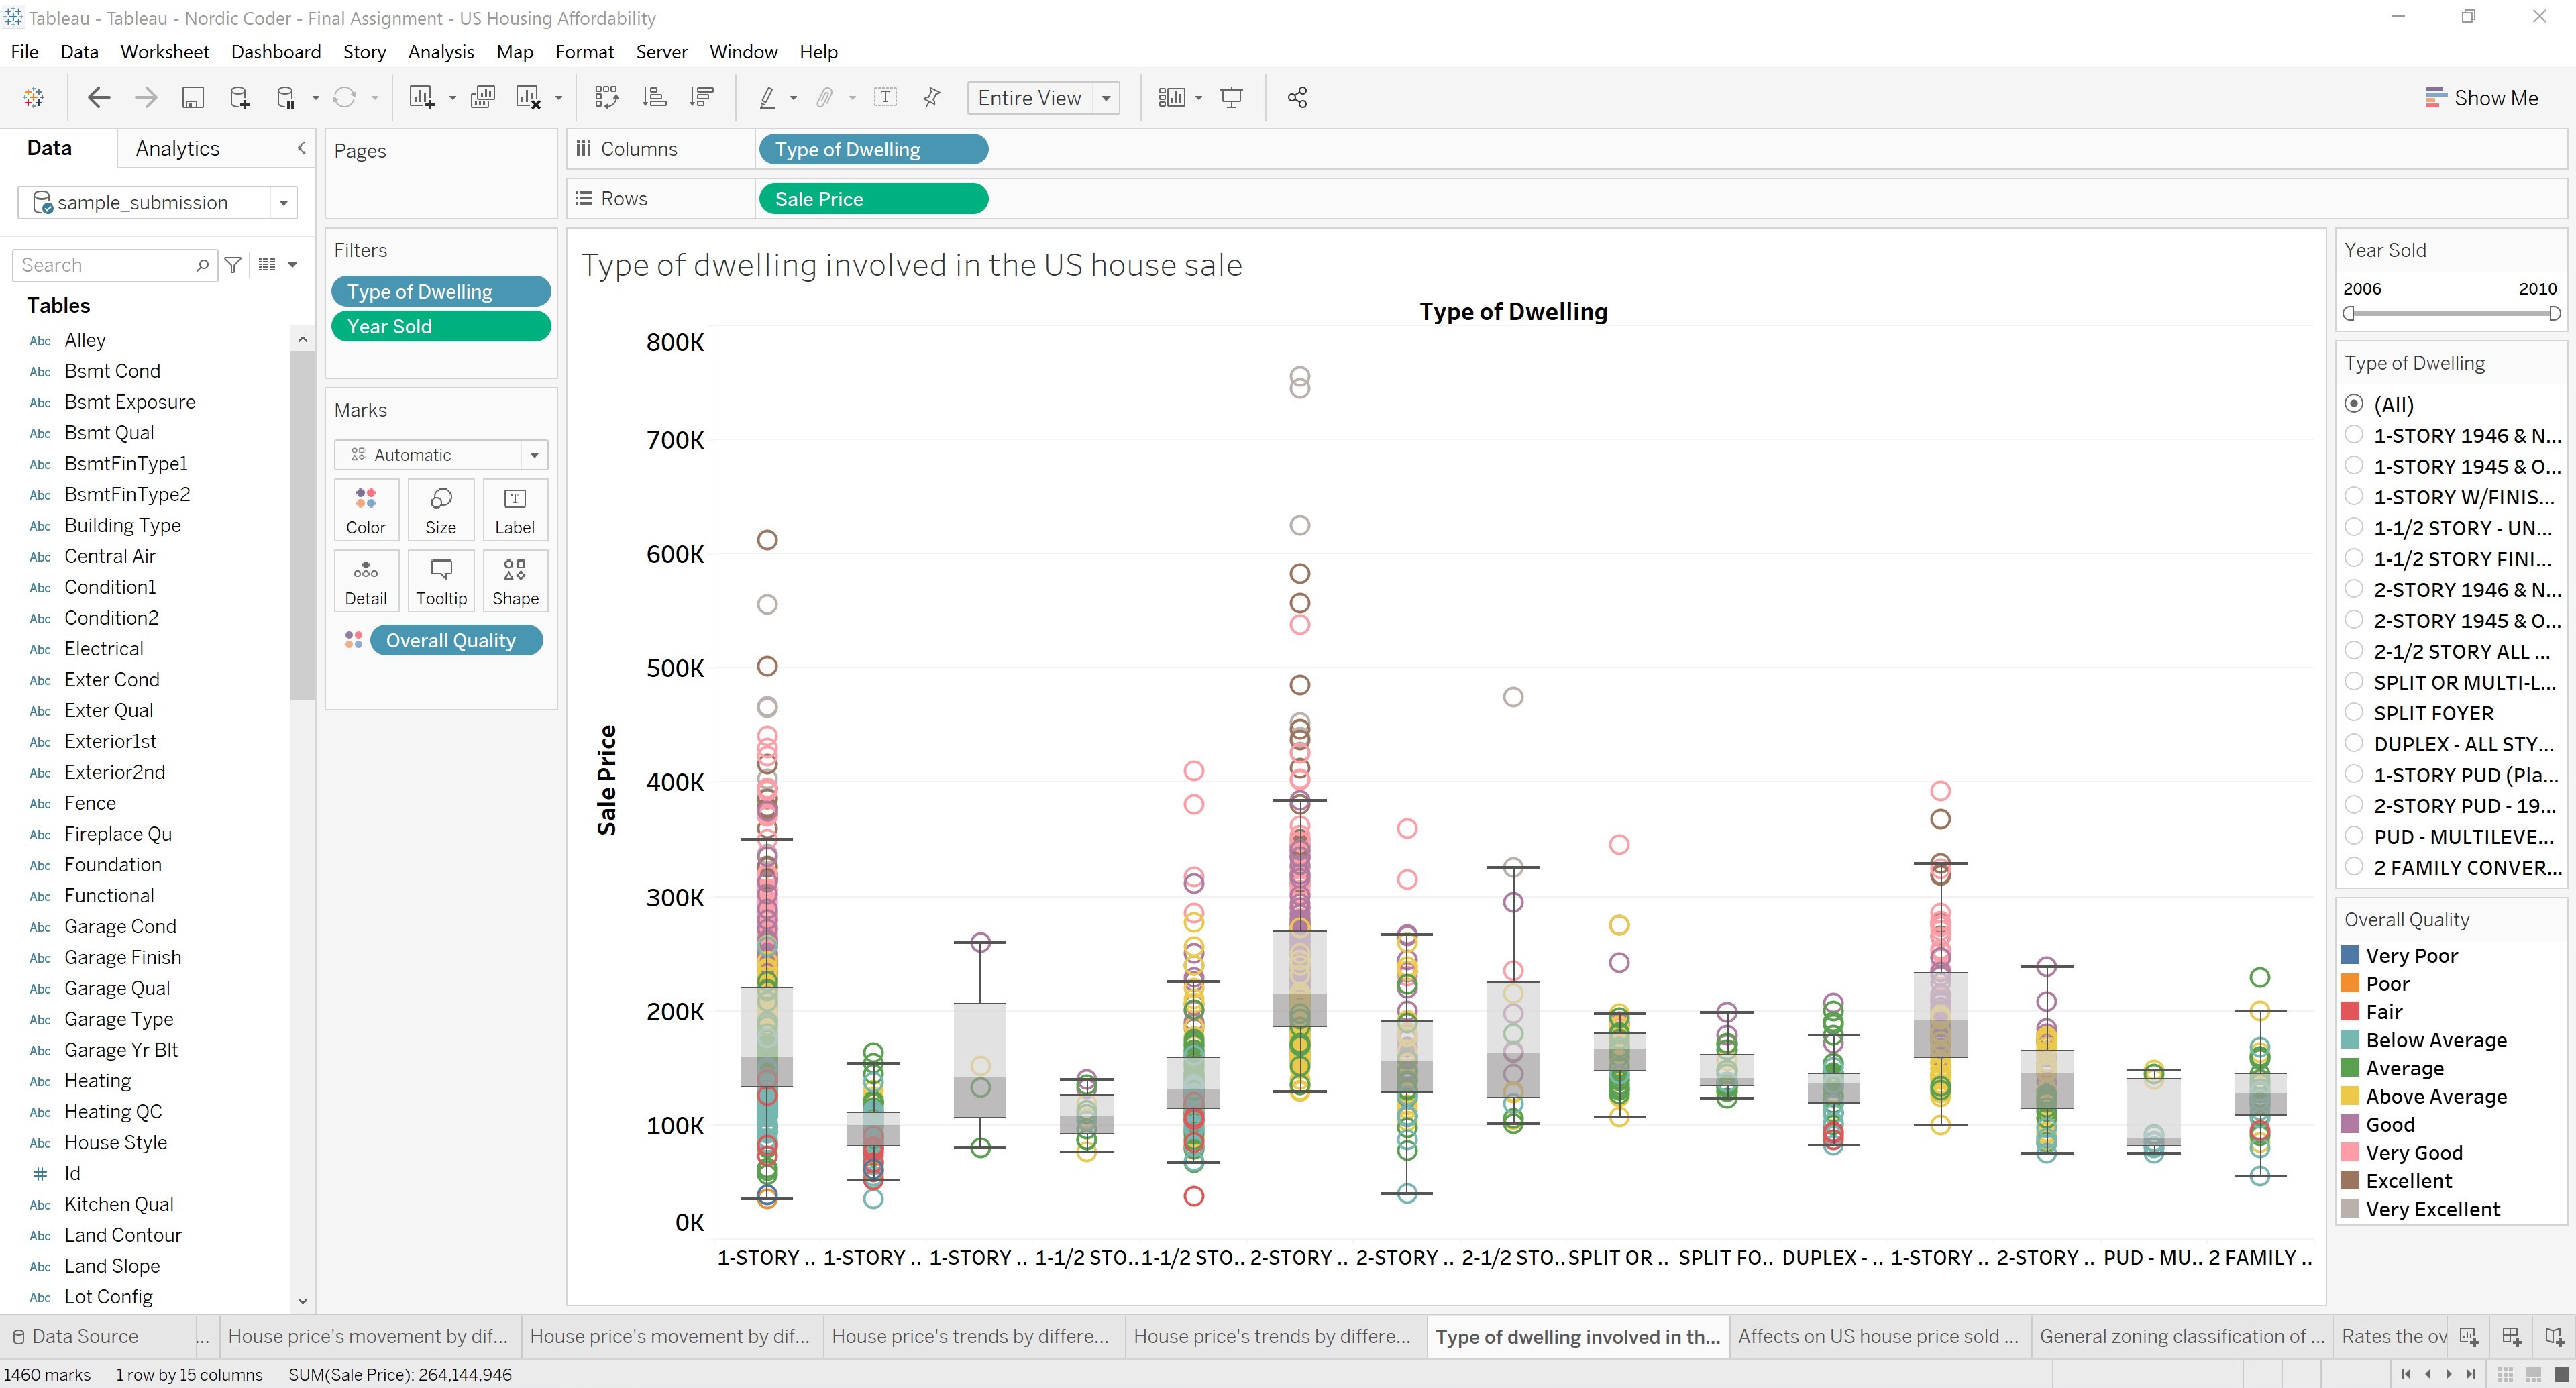 Tableau - Tableau - Nordic Coder - Final Assignment - US Housing Affordability
File Data Worksheet Dashboard Story Analysis Map Format Server Window Help
Entire View
Show Me
Data Analytics
sample_submission
Search
Tables
Abc Alley
Abc Bsmt Cond
Abc Bsmt Exposure
Abc Bsmt Qual
Abc BsmtFinType1
Abc BsmtFinType2
Abc Building Type
Abc Central Air
Abc Condition1
Abc Condition2
Abc Electrical
Abc Exter Cond
Abc Exter Qual
Abc Exterior1st
Abc Exterior2nd
Abc Fence
Abc Fireplace Qu
Abc Foundation
Abc Functional
Abc Garage Cond
Abc Garage Finish
Abc Garage Qual
Abc Garage Type
Abc Garage Yr Blt
Abc Heating
Abc Heating QC
Abc House Style
# Id
Abc Kitchen Qual
Abc Land Contour
Abc Land Slope
Abc Lot Config
Pages
Filters
Type of Dwelling
Year Sold
Marks
Automatic
Color Size Label
Detail Tooltip Shape
Overall Quality
Columns Type of Dwelling
Rows Sale Price
Type of dwelling involved in the US house sale
Type of Dwelling
Sale Price
800K
700K
600K
500K
400K
300K
200K
100K
0K
1-STORY .. 1-STORY .. 1-STORY .. 1-1/2 STO.. 1-1/2 STO.. 2-STORY .. 2-STORY .. 2-1/2 STO.. SPLIT OR .. SPLIT FO.. DUPLEX - .. 1-STORY .. 2-STORY .. PUD - MU.. 2 FAMILY ..
Year Sold
2006 2010
Type of Dwelling
(All)
1-STORY 1946 & N...
1-STORY 1945 & O...
1-STORY W/FINIS...
1-1/2 STORY - UN...
1-1/2 STORY FINI...
2-STORY 1946 & N...
2-STORY 1945 & O...
2-1/2 STORY ALL ...
SPLIT OR MULTI-L...
SPLIT FOYER
DUPLEX - ALL STY...
1-STORY PUD (Pla...
2-STORY PUD - 19...
PUD - MULTILEVE...
2 FAMILY CONVER...
Overall Quality
Very Poor
Poor
Fair
Below Average
Average
Above Average
Good
Very Good
Excellent
Very Excellent
Data Source ... House price's movement by dif... House price's movement by dif... House price's trends by differe... House price's trends by differe... Type of dwelling involved in th... Affects on US house price sold ... General zoning classification of ... Rates the ov
1460 marks 1 row by 15 columns SUM(Sale Price): 264,144,946